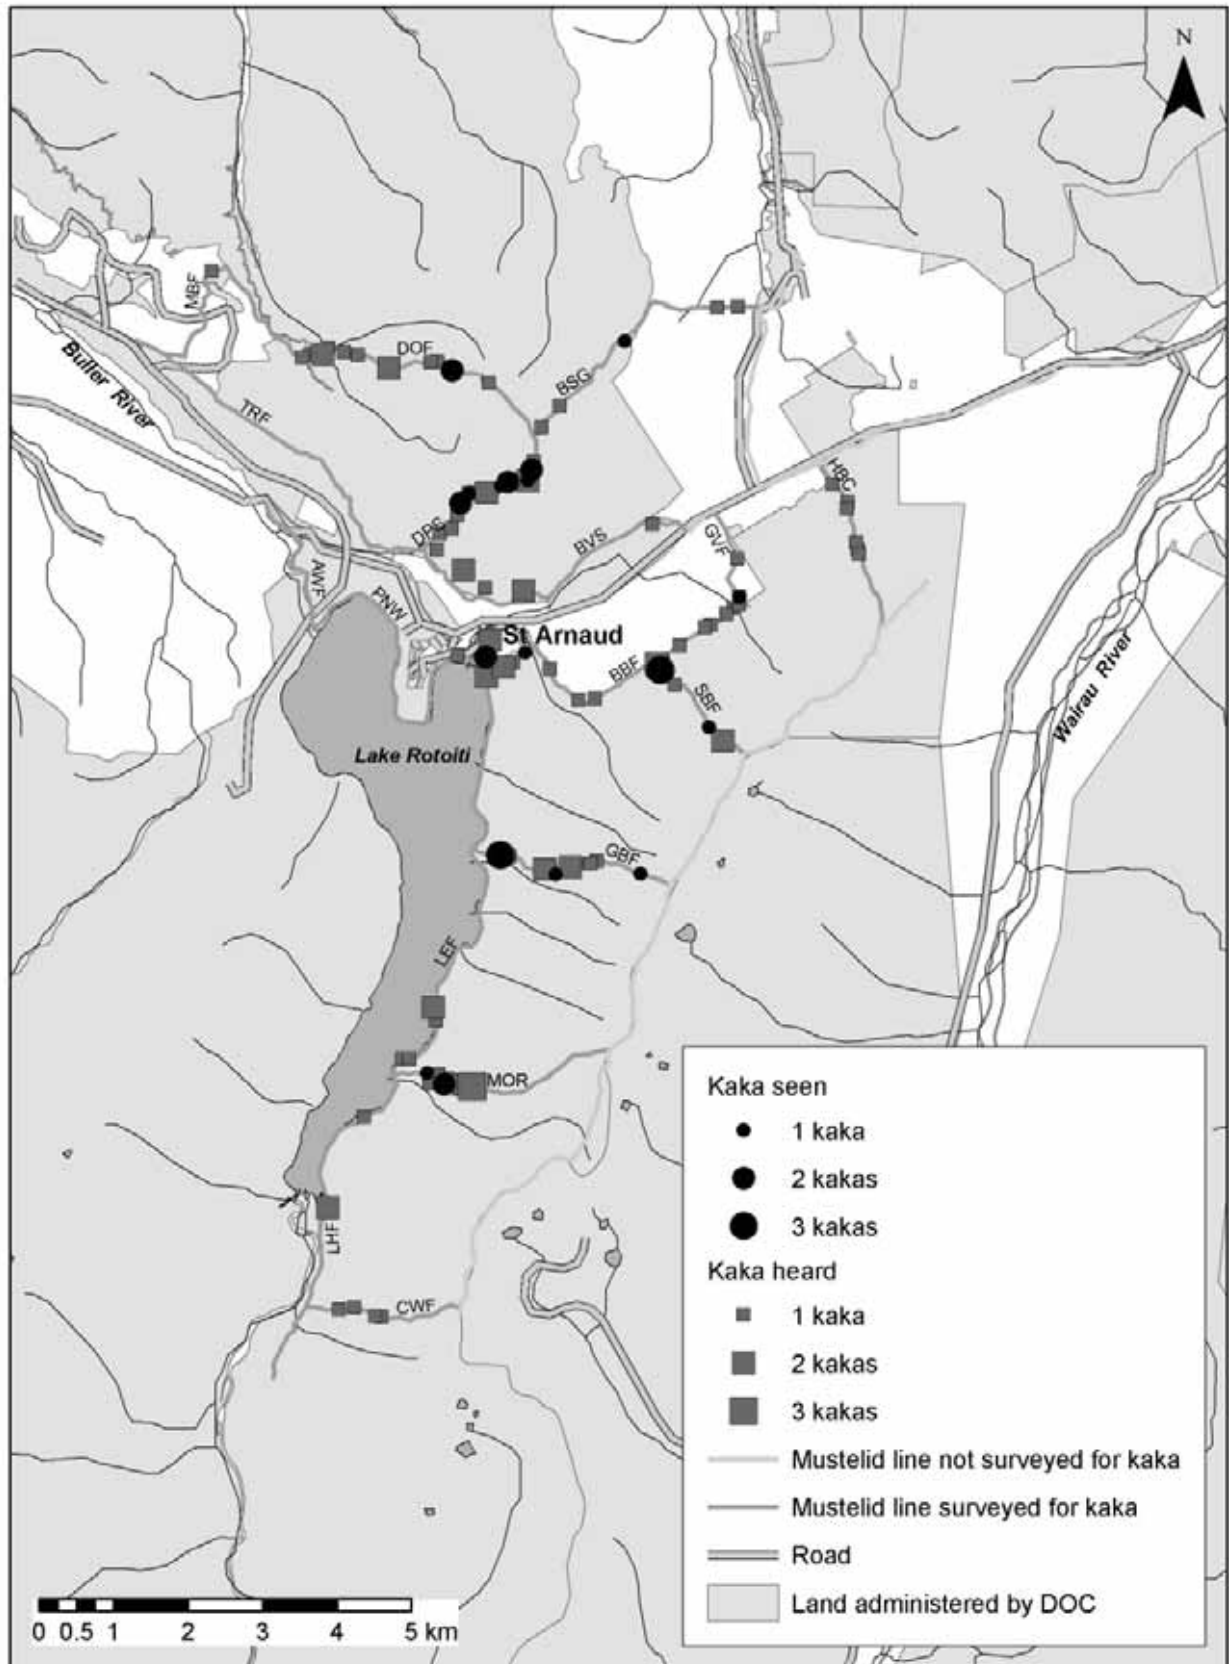 N
MBF
DOF
Buller River
TRF
BSG
HBC
DRS
BVS
GVF
AWF
PNW
St Arnaud
BBF
SBF
Wairau River
Lake Rotoiti
GBF
LEF
MOR
LHF
CWF
Kaka seen
1 kaka
2 kakas
3 kakas
Kaka heard
1 kaka
2 kakas
3 kakas
Mustelid line not surveyed for kaka
Mustelid line surveyed for kaka
Road
Land administered by DOC
0 0.5 1 2 3 4 5 km